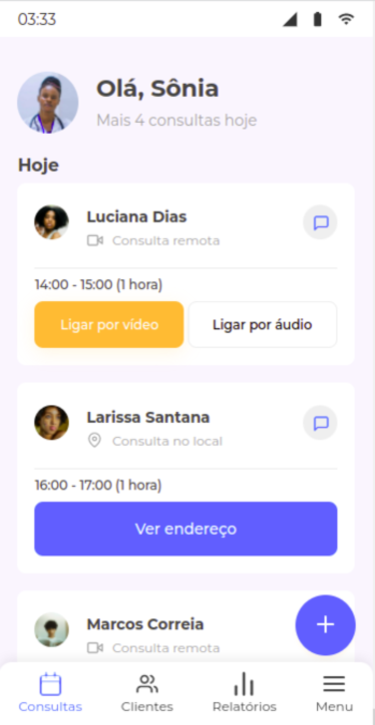 03:33
Olá, Sônia
Mais 4 consultas hoje
Hoje
Luciana Dias
Consulta remota
14:00 - 15:00 (1 hora)
Ligar por vídeo
Ligar por áudio
Larissa Santana
Consulta no local
16:00 - 17:00 (1 hora)
Ver endereço
Marcos Correia
Consulta remota
Consultas
Clientes
Relatórios
Menu